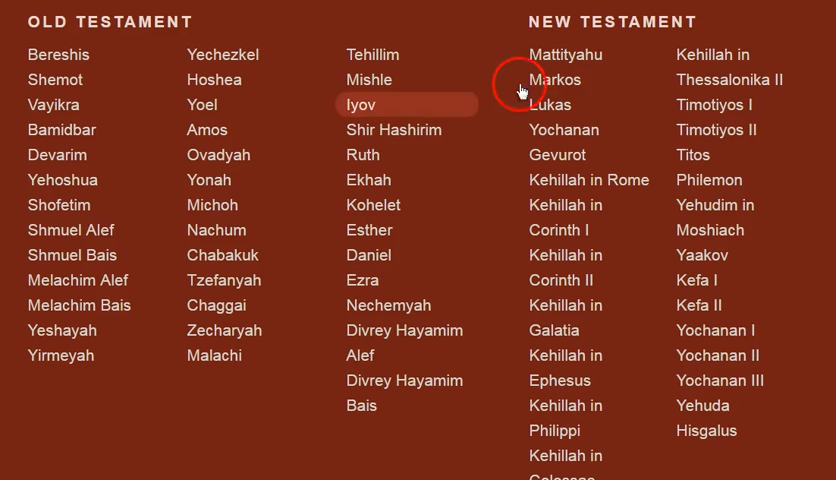 OLD TESTAMENT
Bereshis
Shemot
Vayikra
Bamidbar
Devarim
Yehoshua
Shofetim
Shmuel Alef
Shmuel Bais
Melachim Alef
Melachim Bais
Yeshayah
Yirmeyah
Yechezkel
Hoshea
Yoel
Amos
Ovadyah
Yonah
Michoh
Nachum
Chabakuk
Tzefanyah
Chaggai
Zecharyah
Malachi
Tehillim
Mishle
Iyov
Shir Hashirim
Ruth
Ekhah
Kohelet
Esther
Daniel
Ezra
Nechemyah
Divrey Hayamim
Alef
Divrey Hayamim
Bais
NEW TESTAMENT
Mattityahu
Markos
Lukas
Yochanan
Gevurot
Kehillah in Rome
Kehillah in
Corinth I
Kehillah in
Corinth II
Kehillah in
Galatia
Kehillah in
Ephesus
Kehillah in
Philippi
Kehillah in
Kehillah in
Thessalonika II
Timotiyos I
Timotiyos II
Titos
Philemon
Yehudim in
Moshiach
Yaakov
Kefa I
Kefa II
Yochanan I
Yochanan II
Yochanan III
Yehuda
Hisgalus